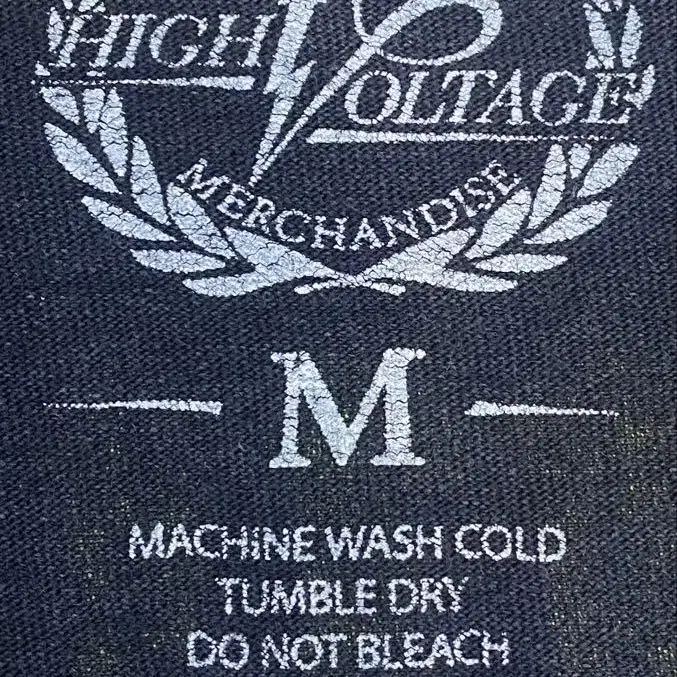 HIGH VOLTAGE
MERCHANDISE
M
MACHINE WASH COLD
TUMBLE DRY
DO NOT BLEACH